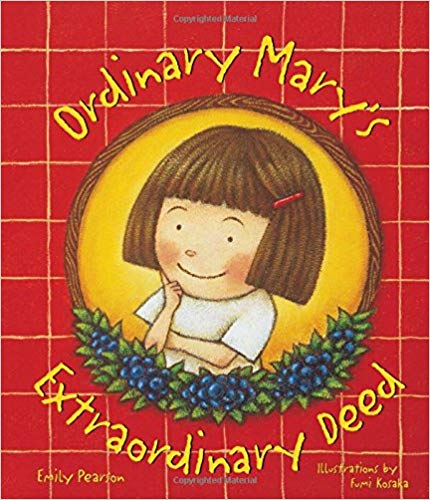 Ordinary Mary's
Extraordinary Deed
Emily Pearson
Illustrations by
Fumi Kosaka